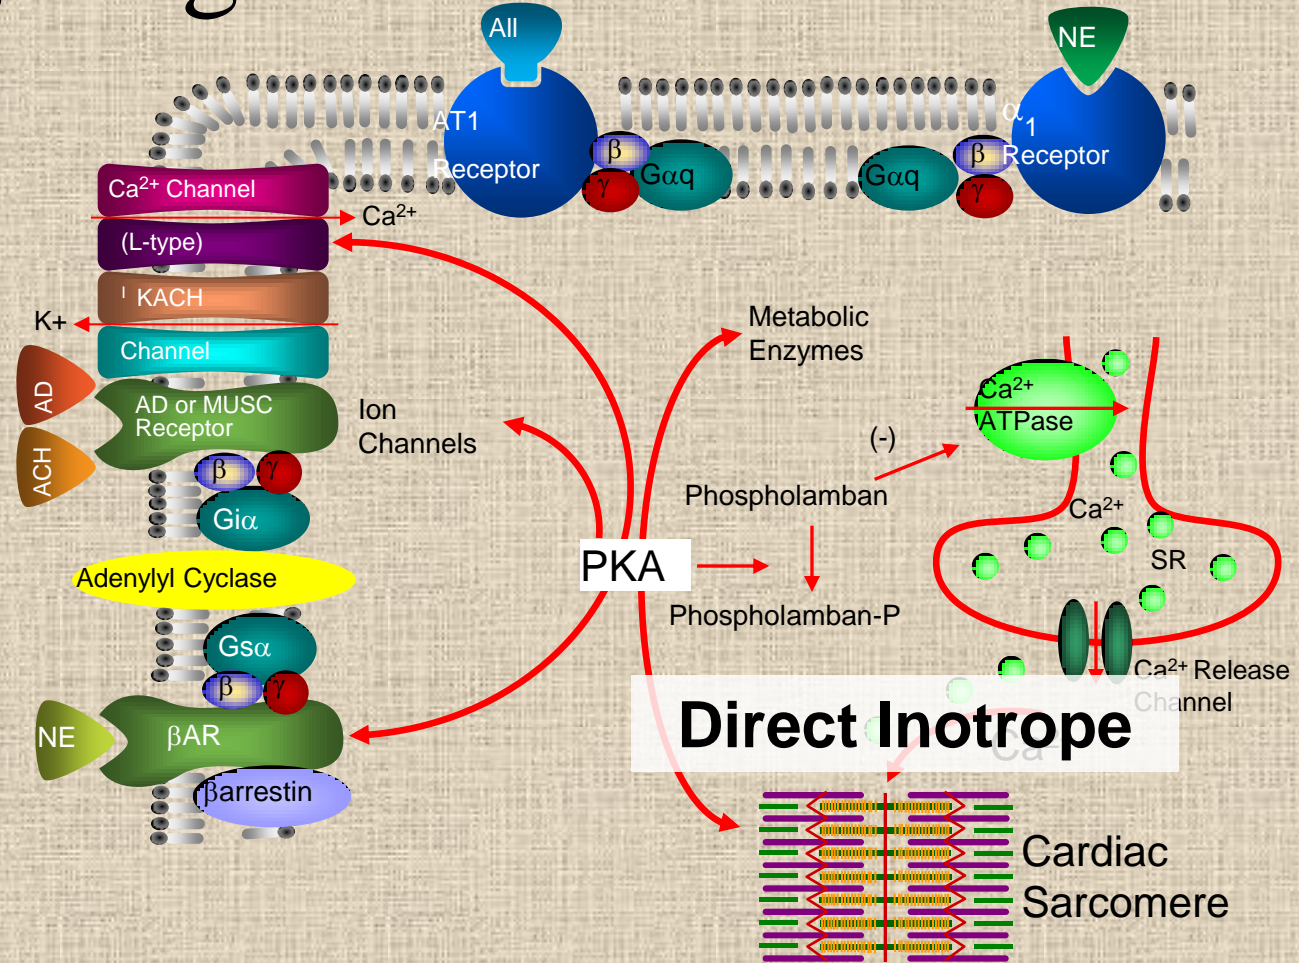 AII
NE
AT1
Receptor
β
γ
Gαq
Gαq
β
γ
α1
Receptor
Ca2+ Channel
Ca2+
(L-type)
I KACH
K+
Channel
AD
ACH
AD or MUSC
Receptor
Ion
Channels
β
γ
Giα
Adenylyl Cyclase
Gsα
β
γ
NE
βAR
βarrestin
Metabolic
Enzymes
(-)
Phospholamban
PKA
Phospholamban-P
Ca2+
ATPase
Ca2+
SR
Ca2+ Release
Channel
Direct Inotrope
Cardiac
Sarcomere